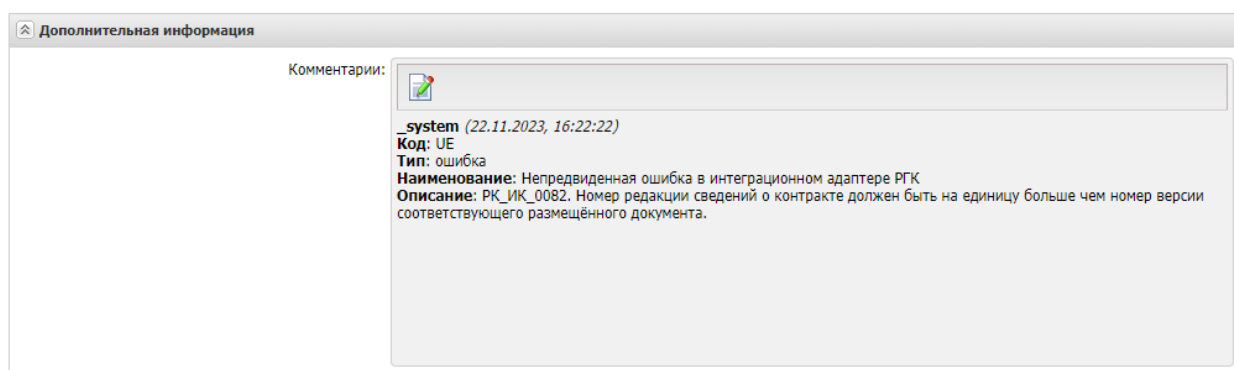 Дополнительная информация
Комментарии:
_system (22.11.2023, 16:22:22)
Код: UE
Тип: ошибка
Наименование: Непредвиденная ошибка в интеграционном адаптере РГК
Описание: РК_ИК_0082. Номер редакции сведений о контракте должен быть на единицу больше чем номер версии
соответствующего размещённого документа.